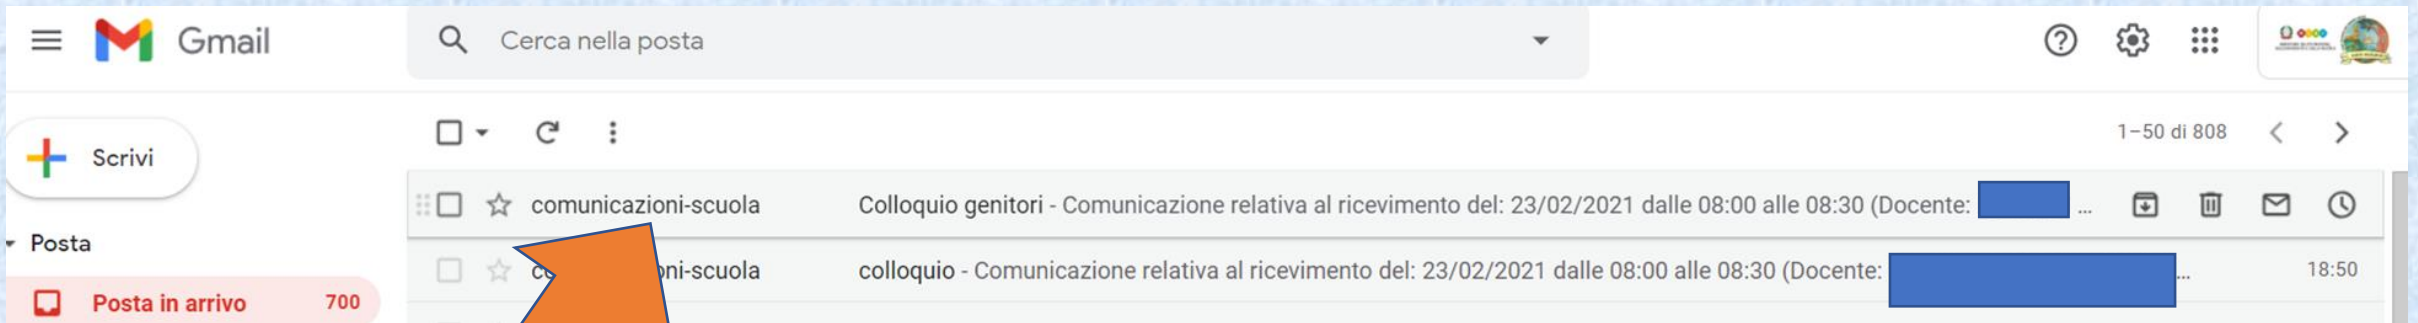 Gmail
Cerca nella posta
Scrivi
1–50 di 808
comunicazioni-scuola Colloquio genitori - Comunicazione relativa al ricevimento del: 23/02/2021 dalle 08:00 alle 08:30 (Docente: ...
Posta
oni-scuola colloquio - Comunicazione relativa al ricevimento del: 23/02/2021 dalle 08:00 alle 08:30 (Docente: ... 18:50
Posta in arrivo 700